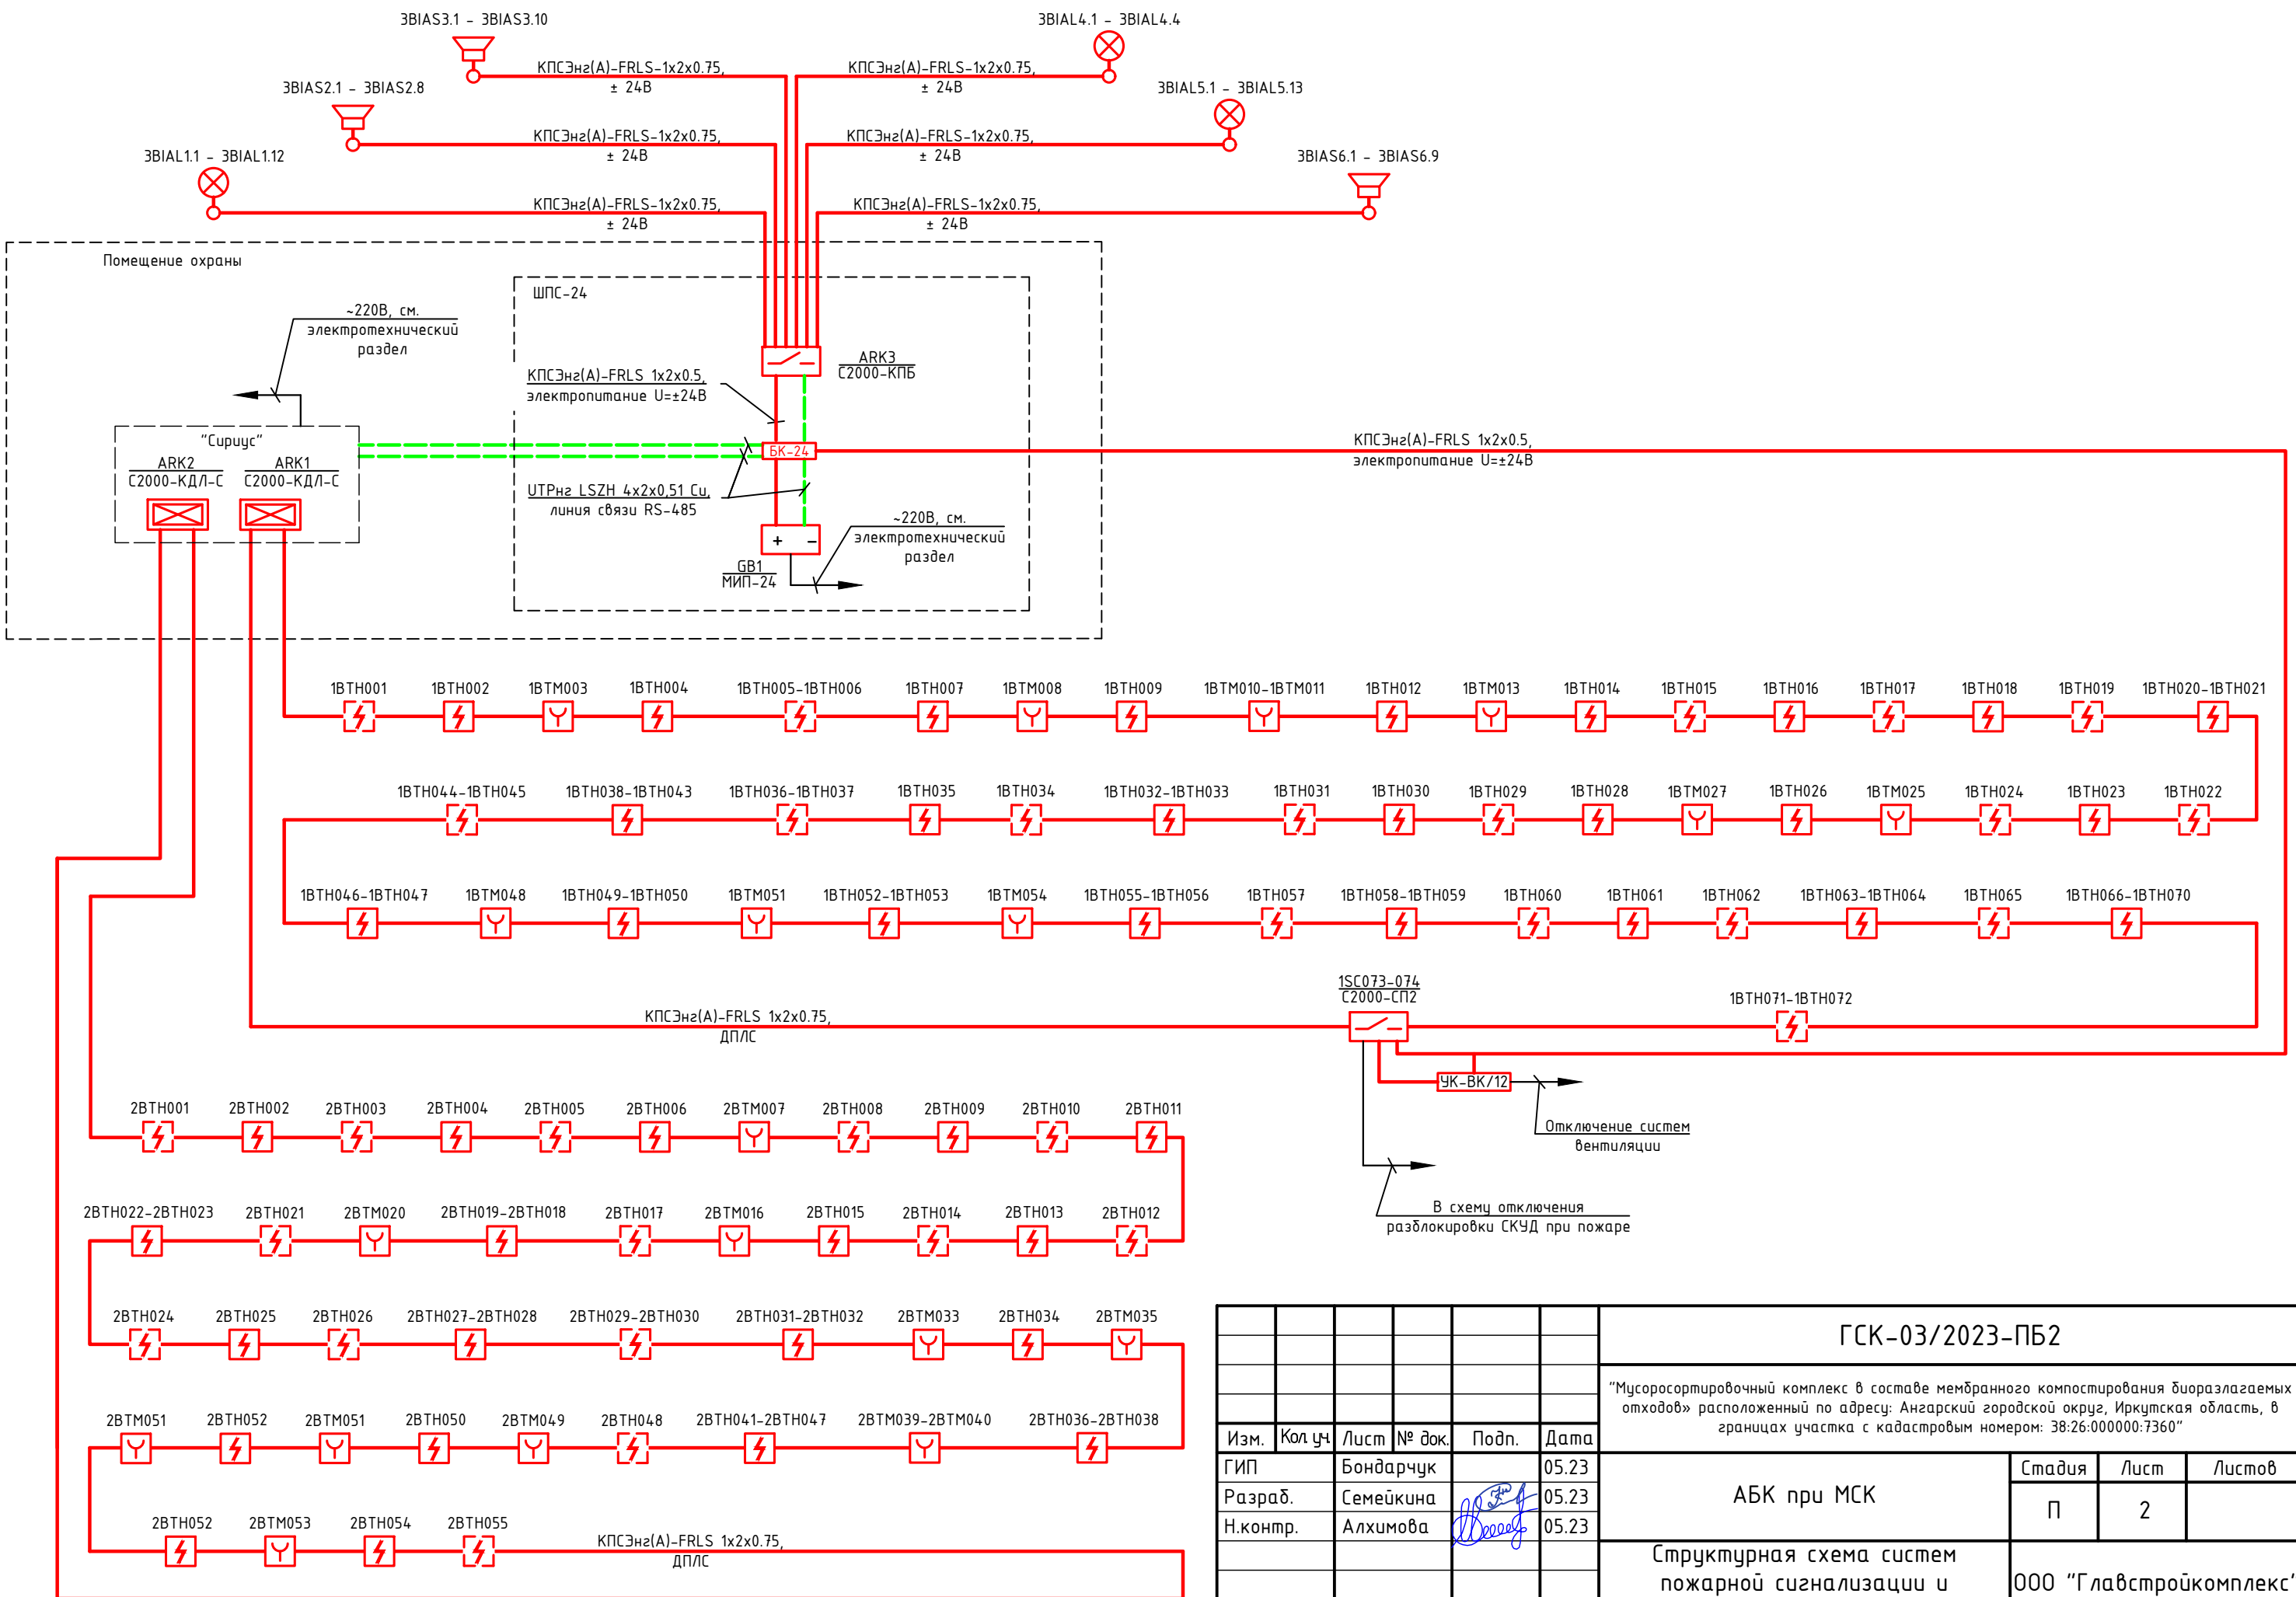 3BIAS3.1 - 3BIAS3.10
3BIAL4.1 - 3BIAL4.4
КПСЭнг(А)-FRLS-1x2x0.75,
± 24В
КПСЭнг(А)-FRLS-1x2x0.75,
± 24В
3BIAS2.1 - 3BIAS2.8
3BIAL5.1 - 3BIAL5.13
КПСЭнг(А)-FRLS-1x2x0.75,
± 24В
КПСЭнг(А)-FRLS-1x2x0.75,
± 24В
3BIAL1.1 - 3BIAL1.12
3BIAS6.1 - 3BIAS6.9
КПСЭнг(А)-FRLS-1x2x0.75,
± 24В
КПСЭнг(А)-FRLS-1x2x0.75,
± 24В
Помещение охраны
ШПС-24
~220В, см.
электротехнический
раздел
ARK3
С2000-КПБ
КПСЭнг(А)-FRLS 1x2x0.5,
электропитание U=±24В
"Сириус"
ARK2
С2000-КДЛ-С
ARK1
С2000-КДЛ-С
БК-24
КПСЭнг(А)-FRLS 1x2x0.5,
электропитание U=±24В
UTPнг LSZH 4x2x0,51 Cu,
линия связи RS-485
~220В, см.
электротехнический
раздел
+ -
GB1
МИП-24
1BTH001 1BTH002 1BTM003 1BTH004 1BTH005-1BTH006 1BTH007 1BTM008 1BTH009 1BTM010-1BTM011 1BTH012 1BTM013 1BTH014 1BTH015 1BTH016 1BTH017 1BTH018 1BTH019 1BTH020-1BTH021
1BTH044-1BTH045 1BTH038-1BTH043 1BTH036-1BTH037 1BTH035 1BTH034 1BTH032-1BTH033 1BTH031 1BTH030 1BTH029 1BTH028 1BTM027 1BTH026 1BTM025 1BTH024 1BTH023 1BTH022
1BTH046-1BTH047 1BTM048 1BTH049-1BTH050 1BTM051 1BTH052-1BTH053 1BTM054 1BTH055-1BTH056 1BTH057 1BTH058-1BTH059 1BTH060 1BTH061 1BTH062 1BTH063-1BTH064 1BTH065 1BTH066-1BTH070
1SC073-074
С2000-СП2
1BTH071-1BTH072
КПСЭнг(А)-FRLS 1x2x0.75,
ДПЛС
УК-ВК/12
Отключение систем
вентиляции
В схему отключения
разблокировки СКУД при пожаре
2BTH001 2BTH002 2BTH003 2BTH004 2BTH005 2BTH006 2BTM007 2BTH008 2BTH009 2BTH010 2BTH011
2BTH022-2BTH023 2BTH021 2BTM020 2BTH019-2BTH018 2BTH017 2BTM016 2BTH015 2BTH014 2BTH013 2BTH012
2BTH024 2BTH025 2BTH026 2BTH027-2BTH028 2BTH029-2BTH030 2BTH031-2BTH032 2BTM033 2BTH034 2BTM035
2BTM051 2BTH052 2BTM051 2BTH050 2BTM049 2BTH048 2BTH041-2BTH047 2BTM039-2BTM040 2BTH036-2BTH038
2BTH052 2BTM053 2BTH054 2BTH055
КПСЭнг(А)-FRLS 1x2x0.75,
ДПЛС
ГСК-03/2023-ПБ2
"Мусоросортировочный комплекс в составе мембранного компостирования биоразлагаемых
отходов» расположенный по адресу: Ангарский городской округ, Иркутская область, в
границах участка с кадастровым номером: 38:26:000000:7360"
Изм. Кол.уч Лист № док. Подп. Дата
ГИП Бондарчук 05.23
Разраб. Семейкина 05.23
Н.контр. Алхимова 05.23
АБК при МСК
Стадия Лист Листов
П 2
Структурная схема систем
пожарной сигнализации и
ООО "Главстройкомплекс"